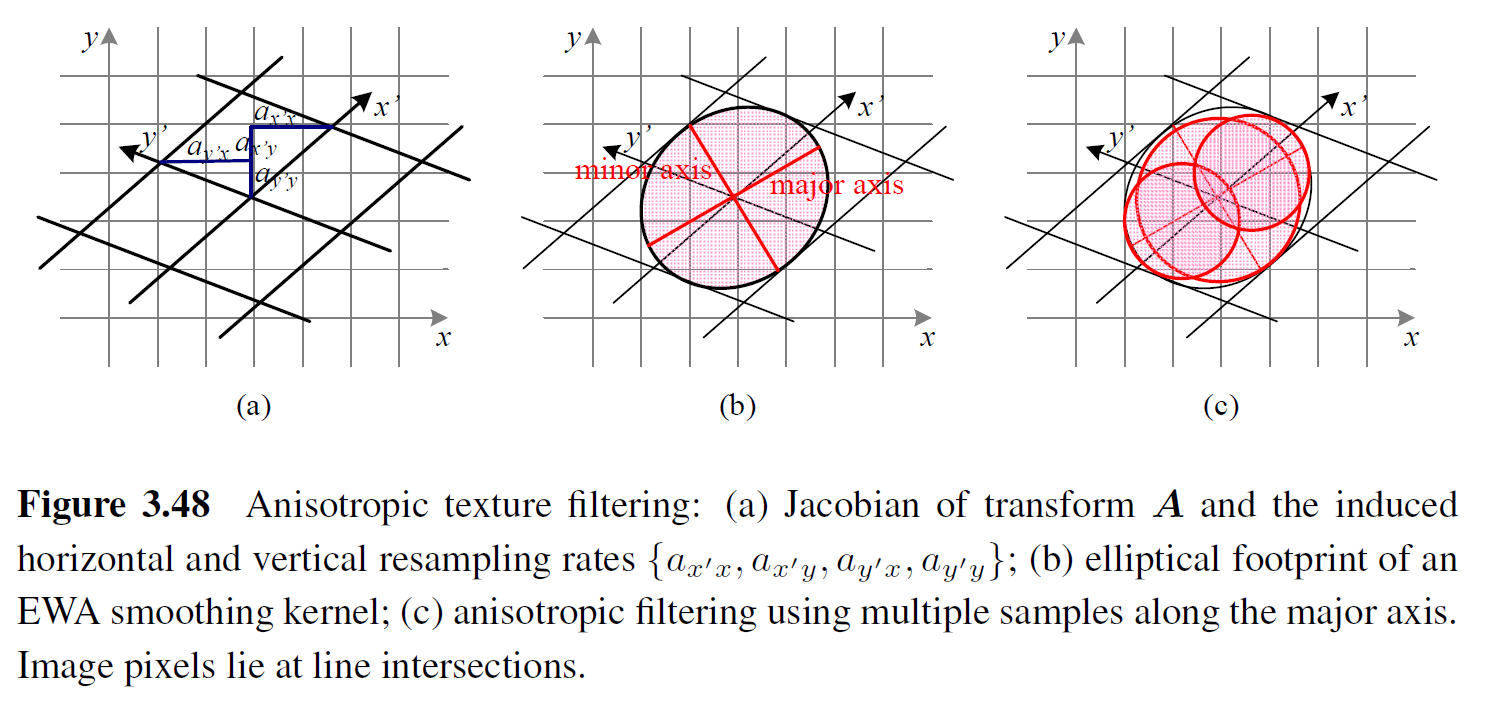 y
x'
y'
a_{x'x}
a_{y'x}
a_{x'y}
a_{y'y}
x
(a)
y
x'
y'
minor axis
major axis
x
(b)
y
x'
y'
x
(c)
Figure 3.48 Anisotropic texture filtering: (a) Jacobian of transform A and the induced
horizontal and vertical resampling rates {a_{x'x}, a_{x'y}, a_{y'x}, a_{y'y}}; (b) elliptical footprint of an
EWA smoothing kernel; (c) anisotropic filtering using multiple samples along the major axis.
Image pixels lie at line intersections.